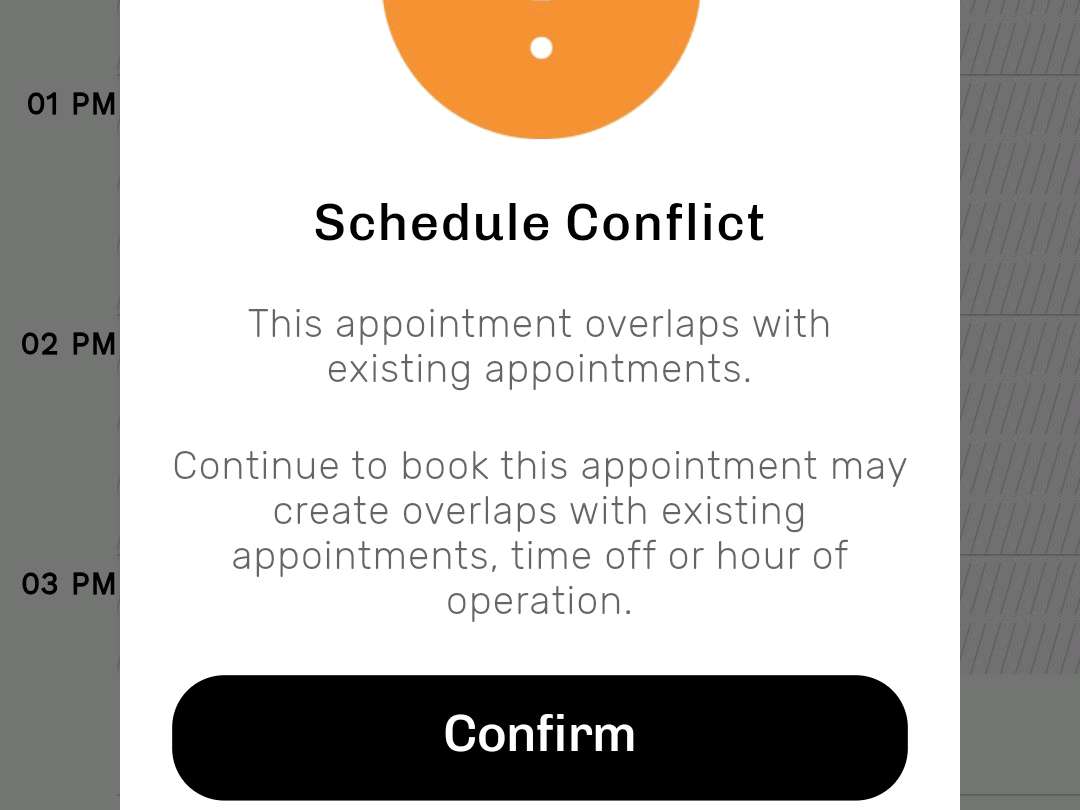 01 PM
02 PM
03 PM
Schedule Conflict
This appointment overlaps with
existing appointments.
Continue to book this appointment may
create overlaps with existing
appointments, time off or hour of
operation.
Confirm